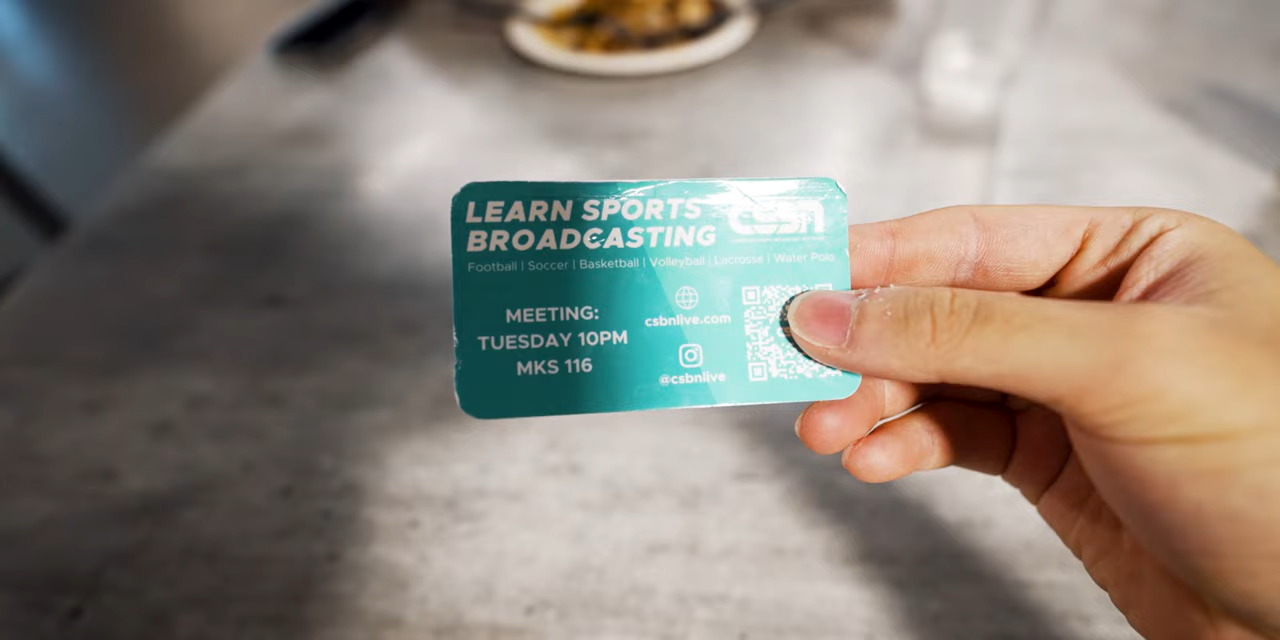 LEARN SPORTS
BROADCASTING
csbn
Football | Soccer | Basketball | Volleyball | Lacrosse | Water Polo
MEETING:
TUESDAY 10PM
MKS 116
csbnlive.com
@csbnlive